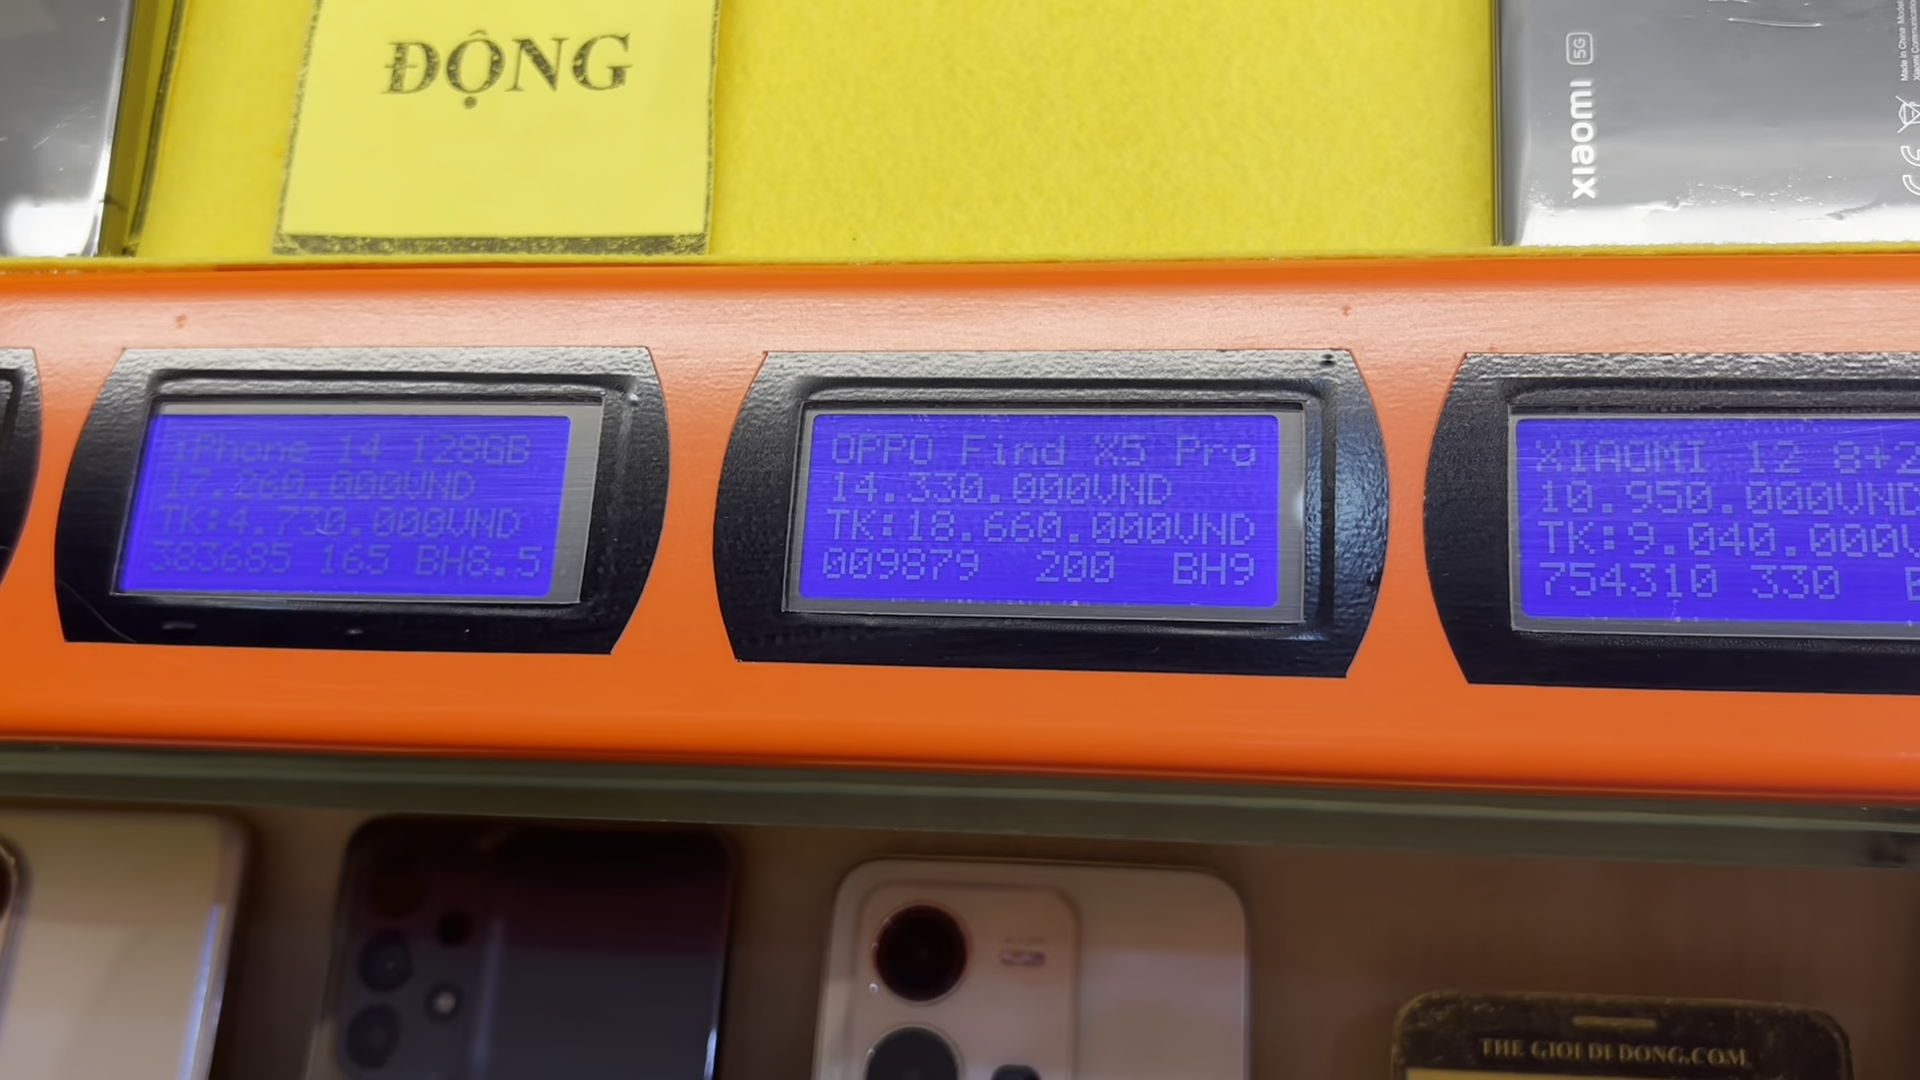 ĐỘNG
xiaomi 5G
iPhone 14 128GB
17.260.000VND
TK:4.730.000VND
383685 165 BH8.5
OPPO Find X5 Pro
14.330.000VND
TK:18.660.000VND
009879 200 BH9
XIAOMI 12 8+2
10.950.000VND
TK:9.040.000V
754310 330
THE GIOI DI DONG.COM